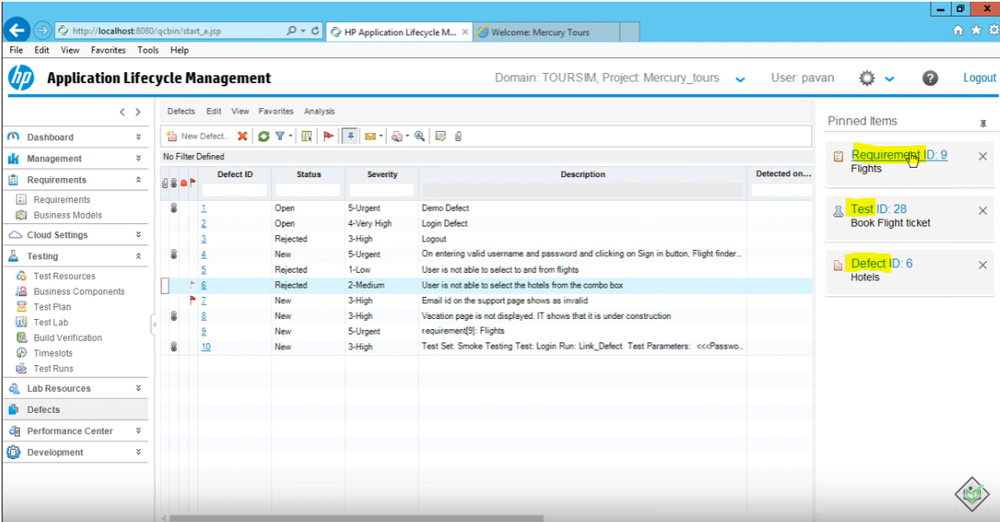 http://localhost:8080/qcbin/start_a.jsp
HP Application Lifecycle M...
Welcome: Mercury Tours
File Edit View Favorites Tools Help
hp Application Lifecycle Management
Domain: TOURSIM, Project: Mercury_tours
User: pavan
Logout
Dashboard
Management
Requirements
Requirements
Business Models
Cloud Settings
Testing
Test Resources
Business Components
Test Plan
Test Lab
Build Verification
Timeslots
Test Runs
Lab Resources
Defects
Performance Center
Development
Defects Edit View Favorites Analysis
New Defect...
No Filter Defined
Defect ID Status Severity Description Detected on...
1 Open 5-Urgent Demo Defect
2 Open 4-Very High Login Defect
3 Rejected 3-High Logout
4 New 5-Urgent On entering valid username and password and clicking on Sign in button, Flight finder...
5 Rejected 1-Low User is not able to select to and from flights
6 Rejected 2-Medium User is not able to select the hotels from the combo box
7 New 3-High Email id on the support page shows as invalid
8 New 3-High Vacation page is not displayed. IT shows that it is under construction
9 New 5-Urgent requirement[9]: Flights
10 New 3-High Test Set: Smoke Testing Test: Login Run: Link_Defect Test Parameters: <<<Passwo...
Pinned Items
Requirement ID: 9
Flights
Test ID: 28
Book Flight ticket
Defect ID: 6
Hotels